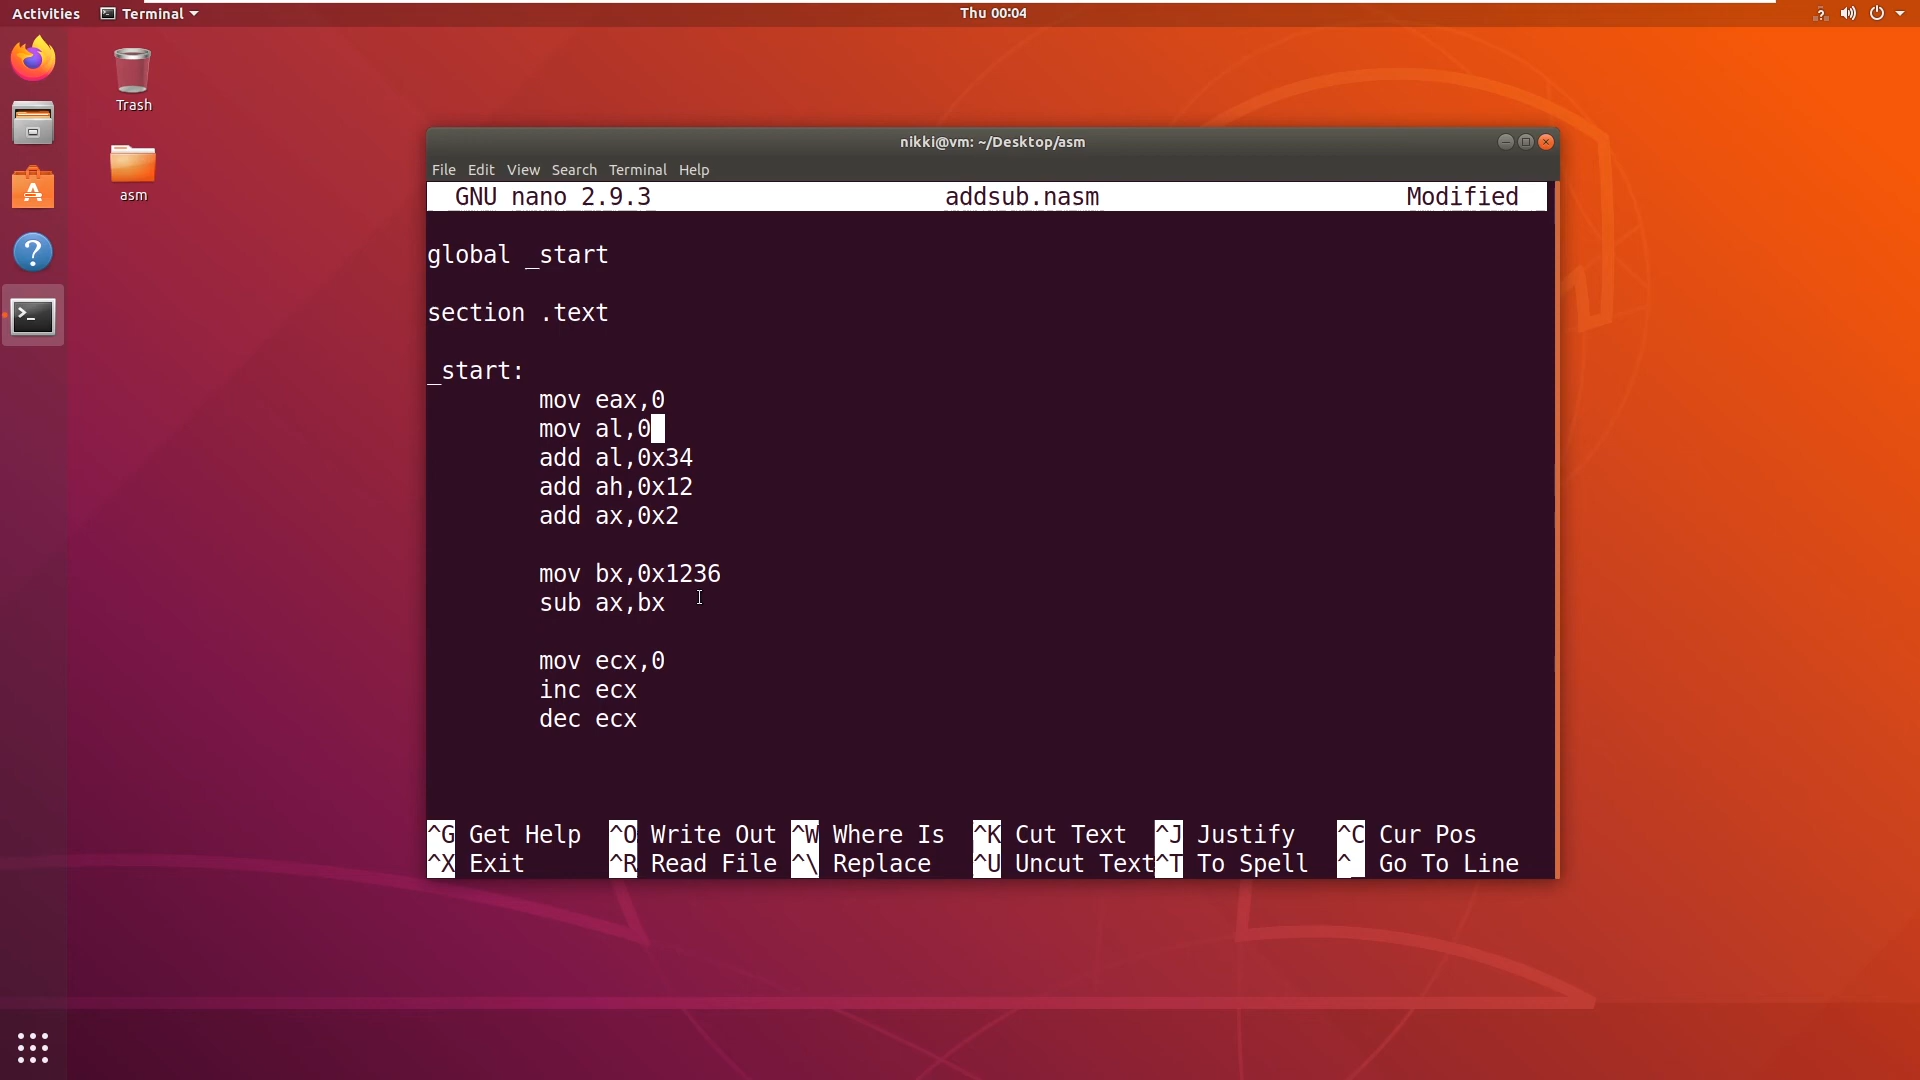 Activities Terminal Thu 00:04
Trash
asm
nikki@vm: ~/Desktop/asm
File Edit View Search Terminal Help
GNU nano 2.9.3 addsub.nasm Modified
global _start
section .text
_start:
mov eax,0
mov al,0
add al,0x34
add ah,0x12
add ax,0x2
mov bx,0x1236
sub ax,bx
mov ecx,0
inc ecx
dec ecx
^G Get Help ^O Write Out ^W Where Is ^K Cut Text ^J Justify ^C Cur Pos
^X Exit ^R Read File ^\ Replace ^U Uncut Text ^T To Spell ^_ Go To Line